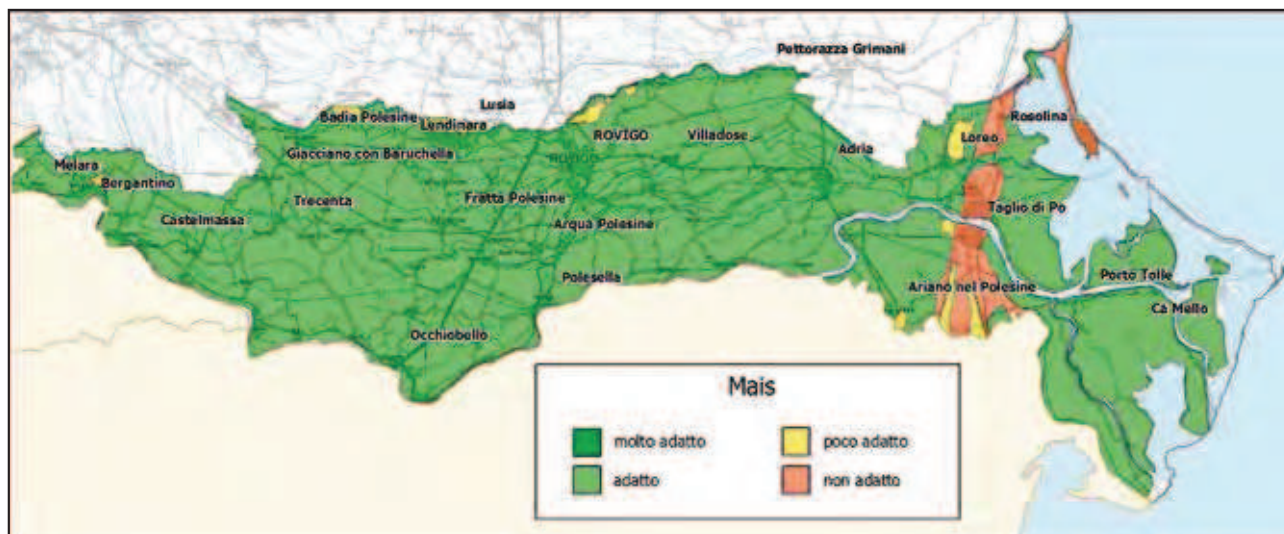 Pettorazza Grimani
Lusia
Badia Polesine
Lendinara
Rosolina
ROVIGO
Villadose
Loreo
Giacciano con Baruchella
Adria
ROVIGO
Melara
Bergantino
Trecenta
Fratta Polesine
Taglio di Po
Castelmassa
Arqua Polesine
Polesella
Porto Tolle
Ariano nel Polesine
Ca Mello
Occhiobello
Mais
molto adatto
poco adatto
adatto
non adatto